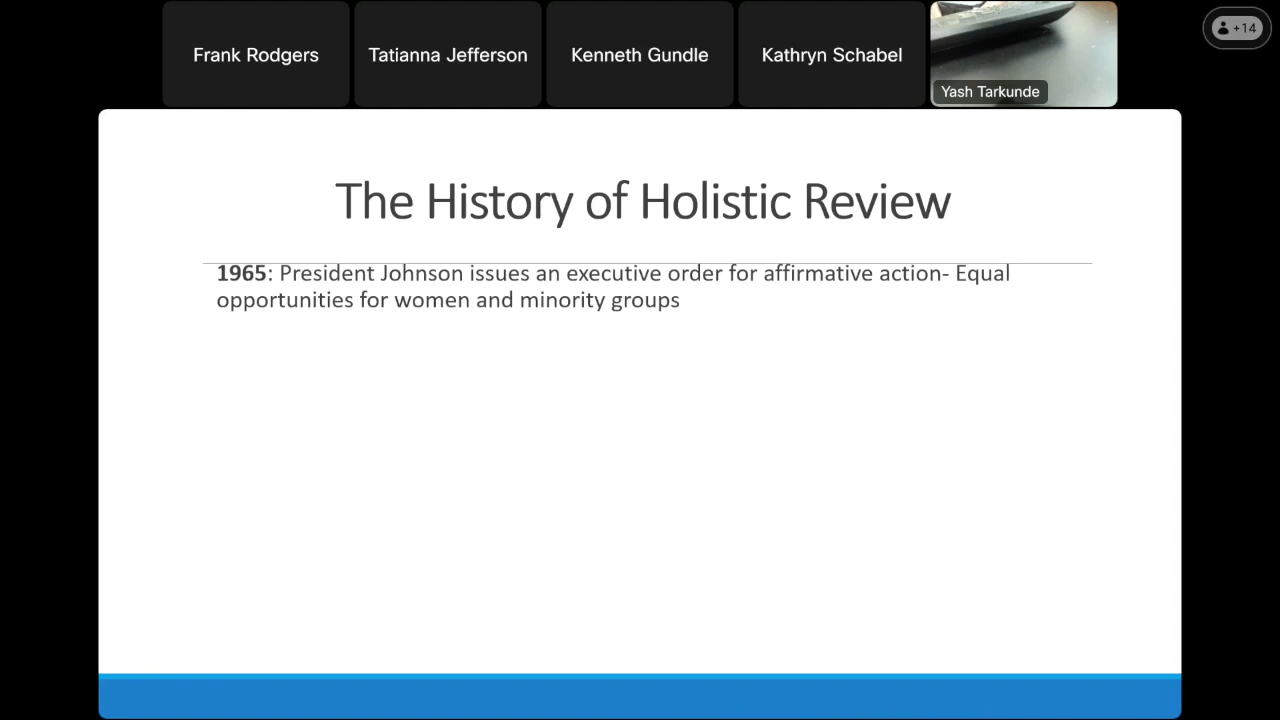 Frank Rodgers
Tatianna Jefferson
Kenneth Gundle
Kathryn Schabel
Yash Tarkunde
+14
The History of Holistic Review
1965: President Johnson issues an executive order for affirmative action- Equal
opportunities for women and minority groups